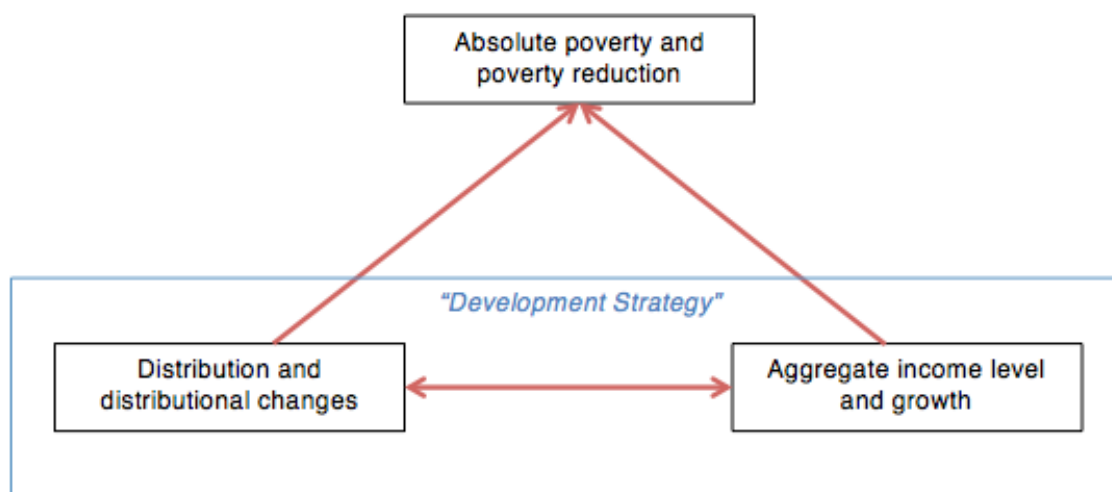 Absolute poverty and
poverty reduction
“Development Strategy”
Distribution and
distributional changes
Aggregate income level
and growth